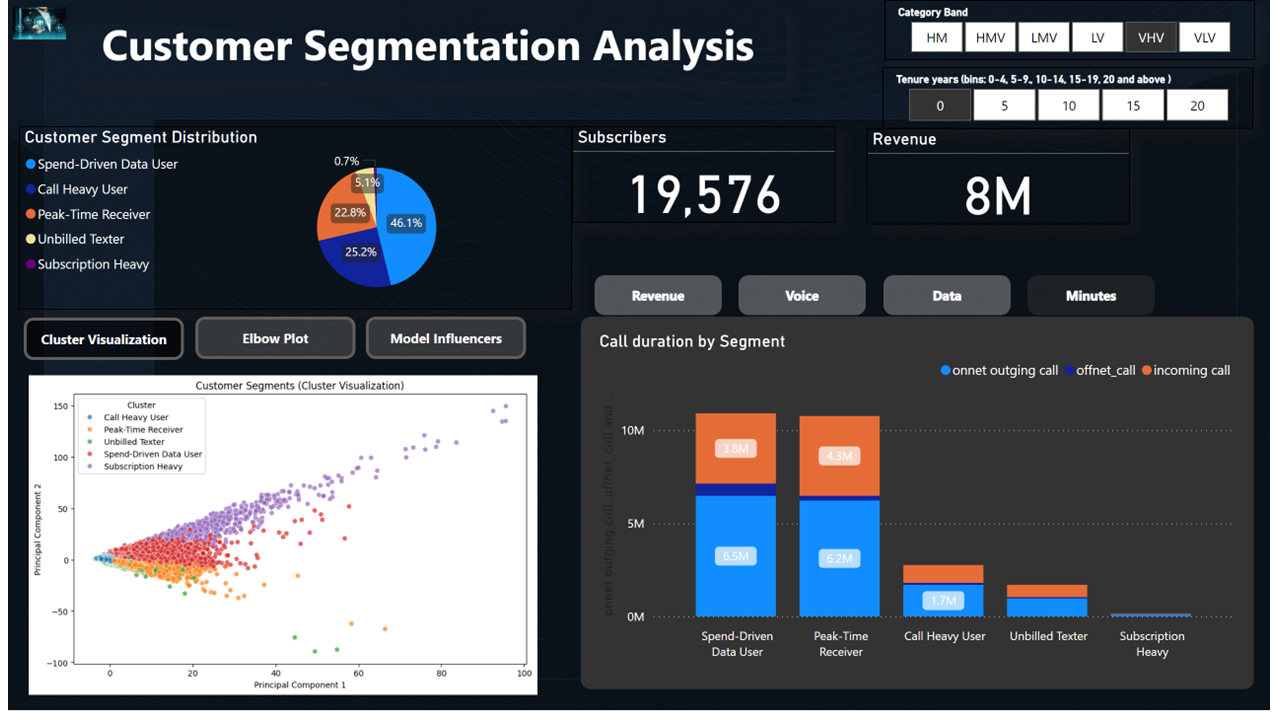 Customer Segmentation Analysis
Category Band
HM HMV LMV LV VHV VLV
Tenure years (bins: 0-4, 5-9,, 10-14, 15-19, 20 and above )
0 5 10 15 20
Customer Segment Distribution
Spend-Driven Data User
Call Heavy User
Peak-Time Receiver
Unbilled Texter
Subscription Heavy
0.7%
5.1%
22.8%
46.1%
25.2%
Subscribers
19,576
Revenue
8M
Revenue Voice Data Minutes
Cluster Visualization Elbow Plot Model Influencers
Customer Segments (Cluster Visualization)
Cluster
Call Heavy User
Peak-Time Receiver
Unbilled Texter
Spend-Driven Data User
Subscription Heavy
Principal Component 2
150
100
50
0
−50
−100
0 20 40 60 80 100
Principal Component 1
Call duration by Segment
onnet outging call offnet_call incoming call
onnet outging call, offnet_call and ...
10M
5M
0M
3.8M
6.5M
4.3M
6.2M
1.7M
Spend-Driven
Data User
Peak-Time
Receiver
Call Heavy User
Unbilled Texter
Subscription
Heavy